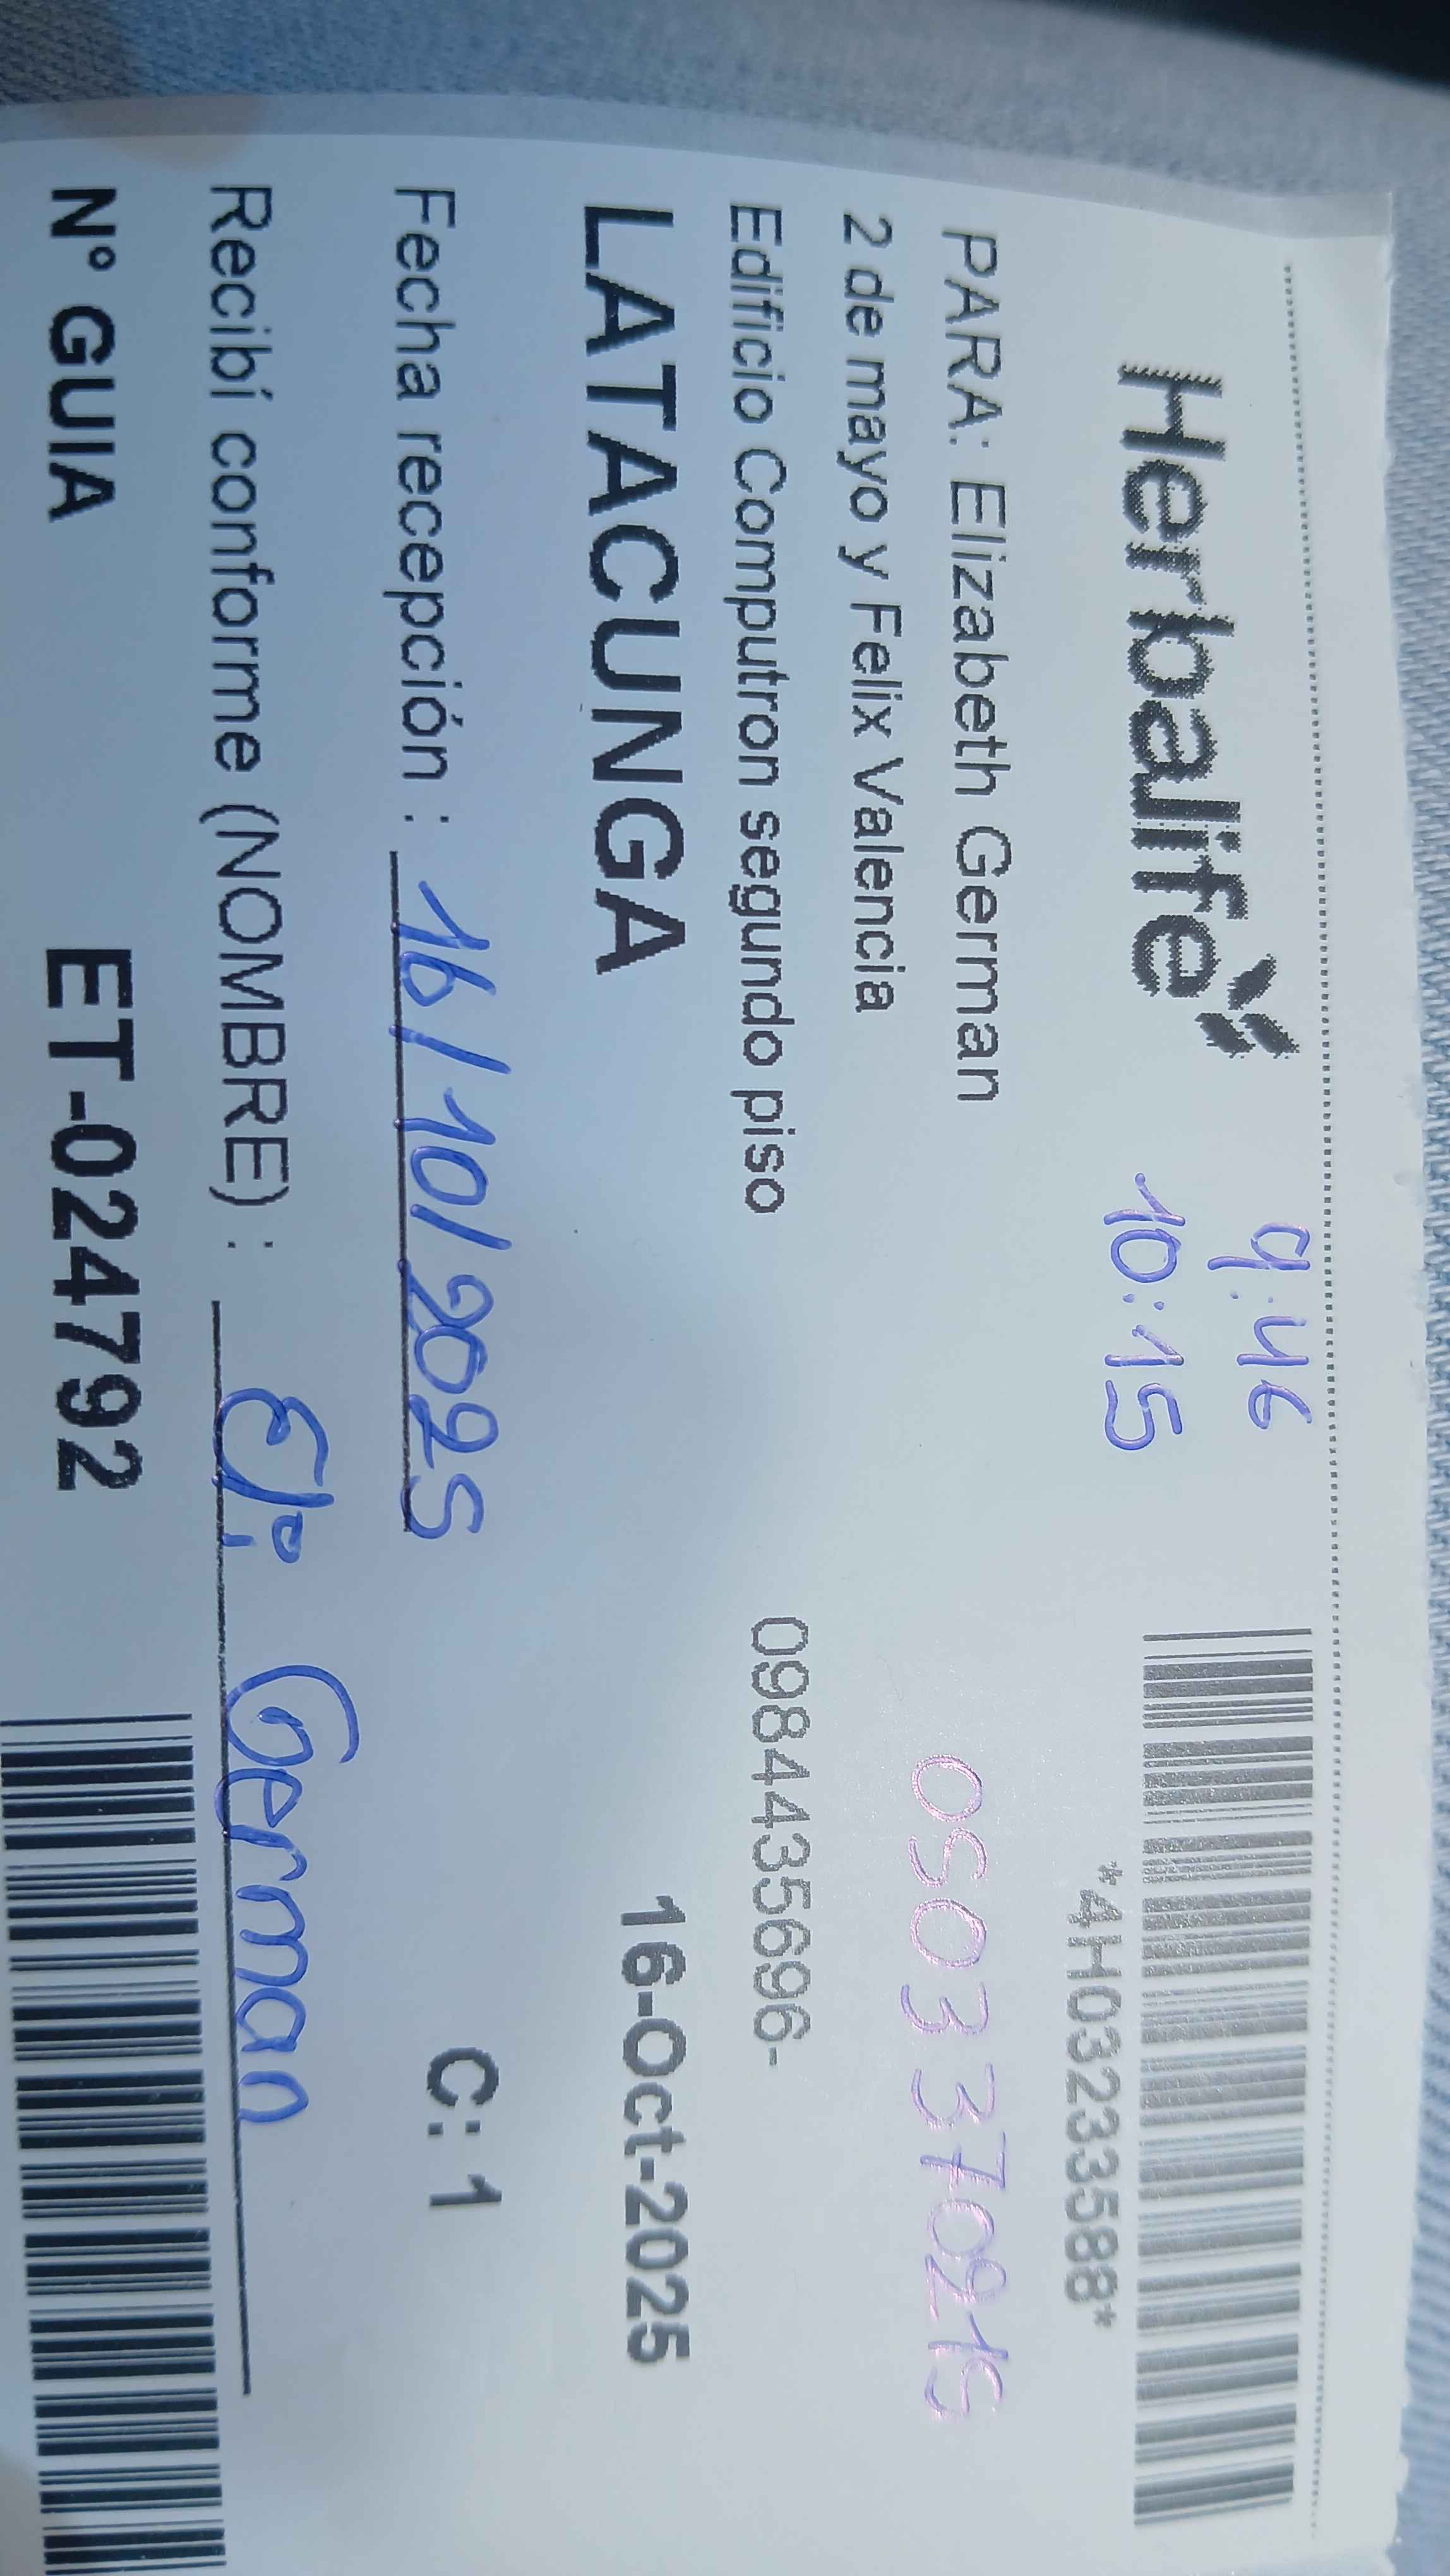 Herbalife
9:46
10:15
*4H03233588*
PARA: Elizabeth German
0503370215
2 de mayo y Felix Valencia
Edificio Computron segundo piso
0984435696-
LATACUNGA
16-Oct-2025
Fecha recepción : 16/10/2025
C: 1
Recibí conforme (NOMBRE) : German
N° GUIA
ET-024792